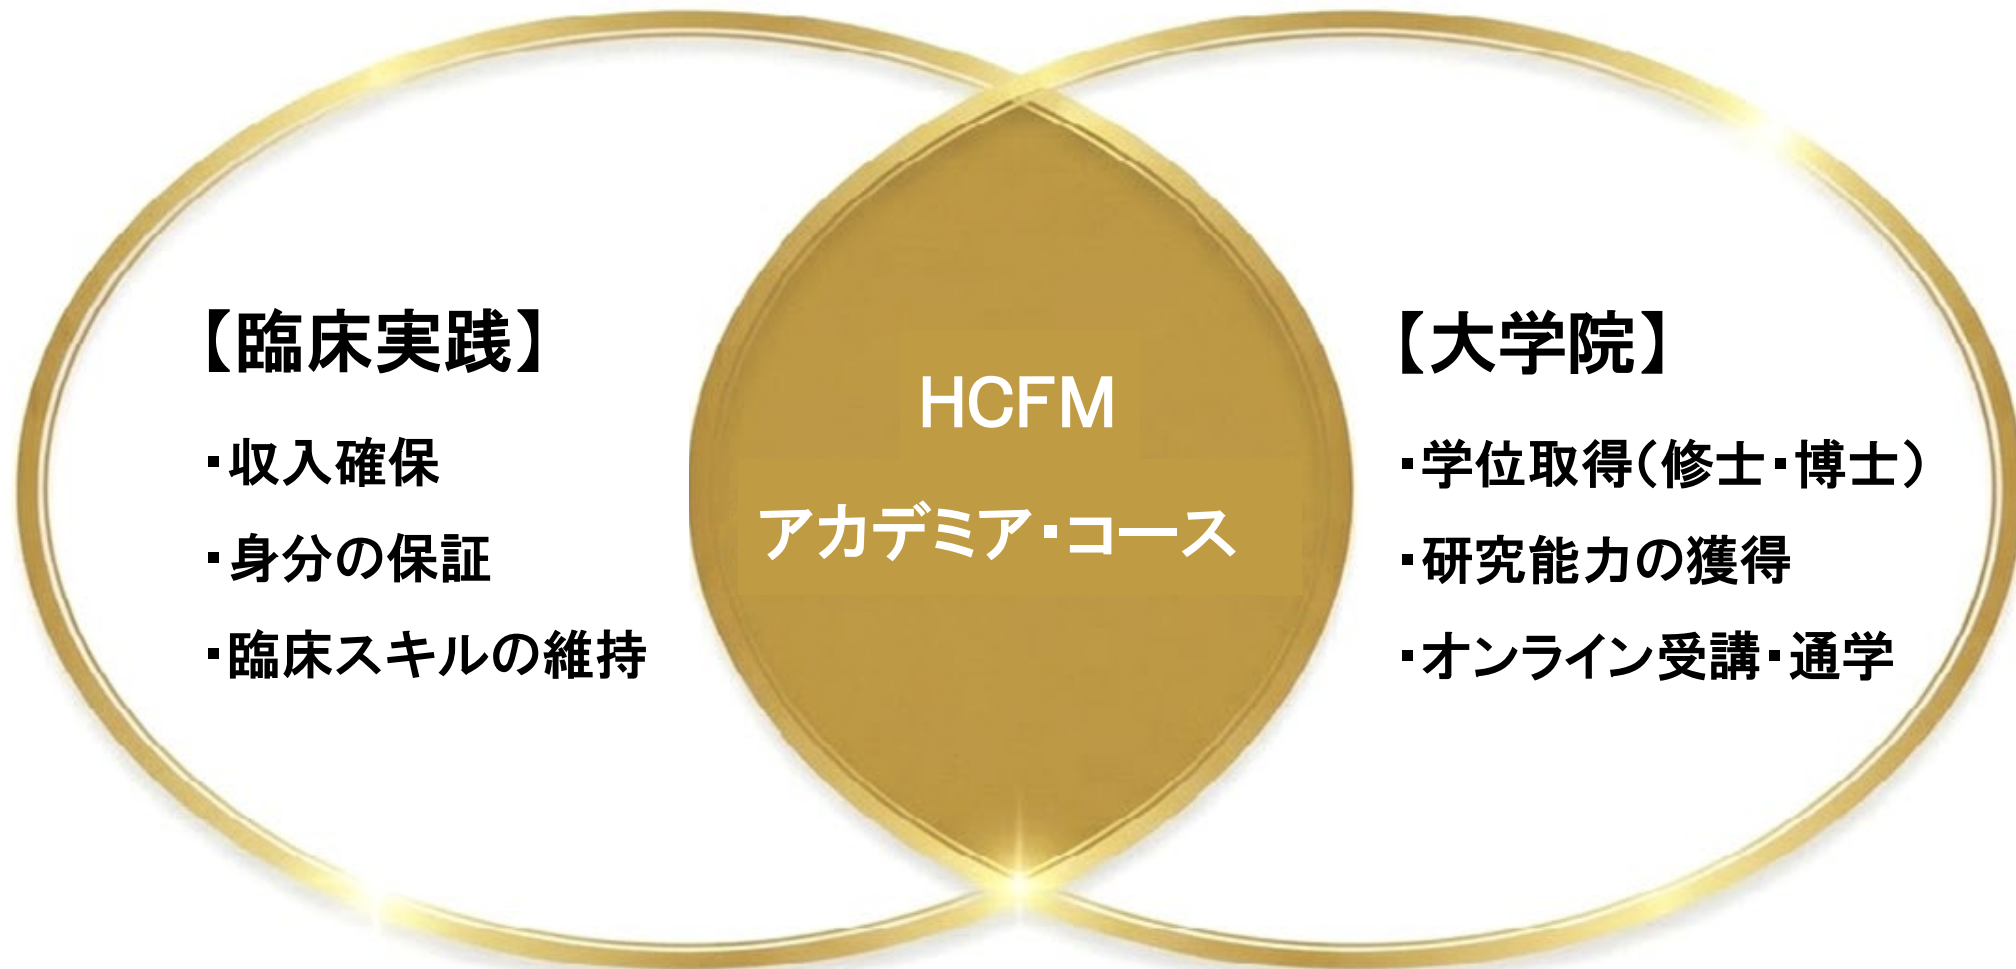 【臨床実践】
・収入確保
・身分の保証
・臨床スキルの維持
HCFM
アカデミア・コース
【大学院】
・学位取得(修士・博士)
・研究能力の獲得
・オンライン受講・通学